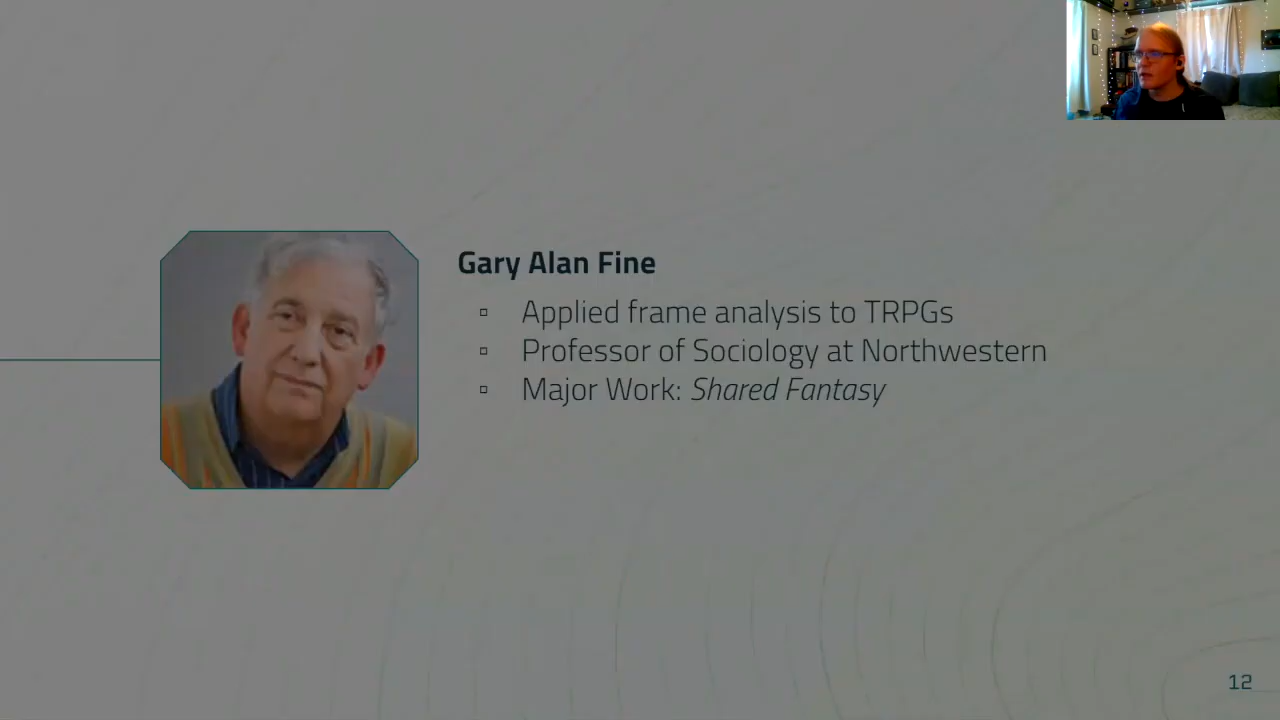 Gary Alan Fine
▫ Applied frame analysis to TRPGs
▫ Professor of Sociology at Northwestern
▫ Major Work: Shared Fantasy
12